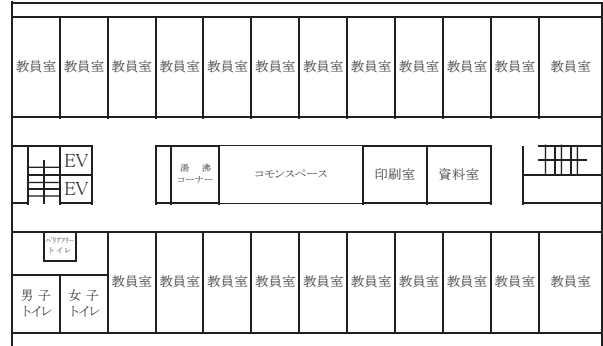 教員室 教員室 教員室 教員室 教員室 教員室 教員室 教員室 教員室 教員室 教員室 教員室
EV
EV
湯 沸
コーナー
コモンスペース
印刷室
資料室
バリアフリー
トイレ
男 子
トイレ
女 子
トイレ
教員室 教員室 教員室 教員室 教員室 教員室 教員室 教員室 教員室 教員室